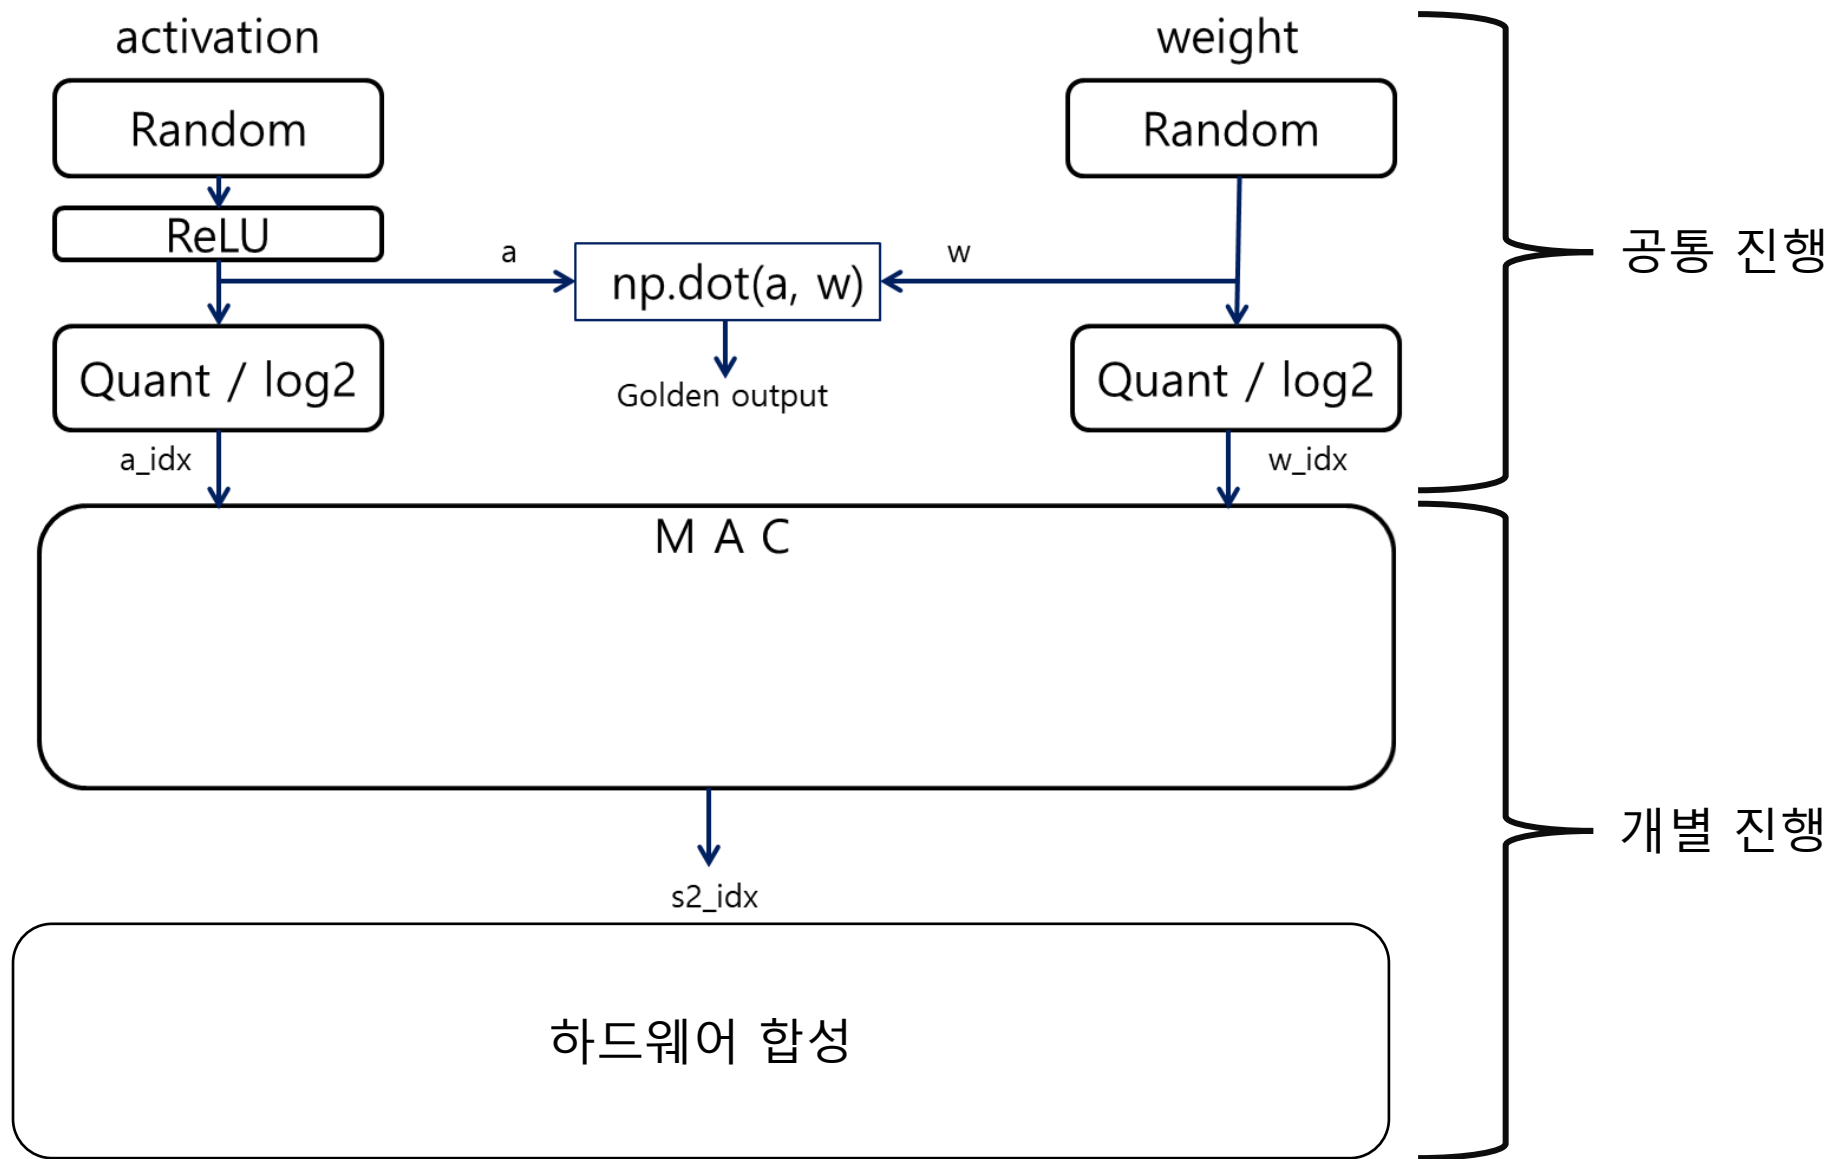 activation
weight
Random
Random
ReLU
a
np.dot(a, w)
w
공통 진행
Quant / log2
Golden output
Quant / log2
a_idx
w_idx
M A C
개별 진행
s2_idx
하드웨어 합성